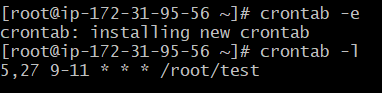 [root@ip-172-31-95-56 ~]# crontab -e
crontab: installing new crontab
[root@ip-172-31-95-56 ~]# crontab -l
5,27 9-11 * * * /root/test